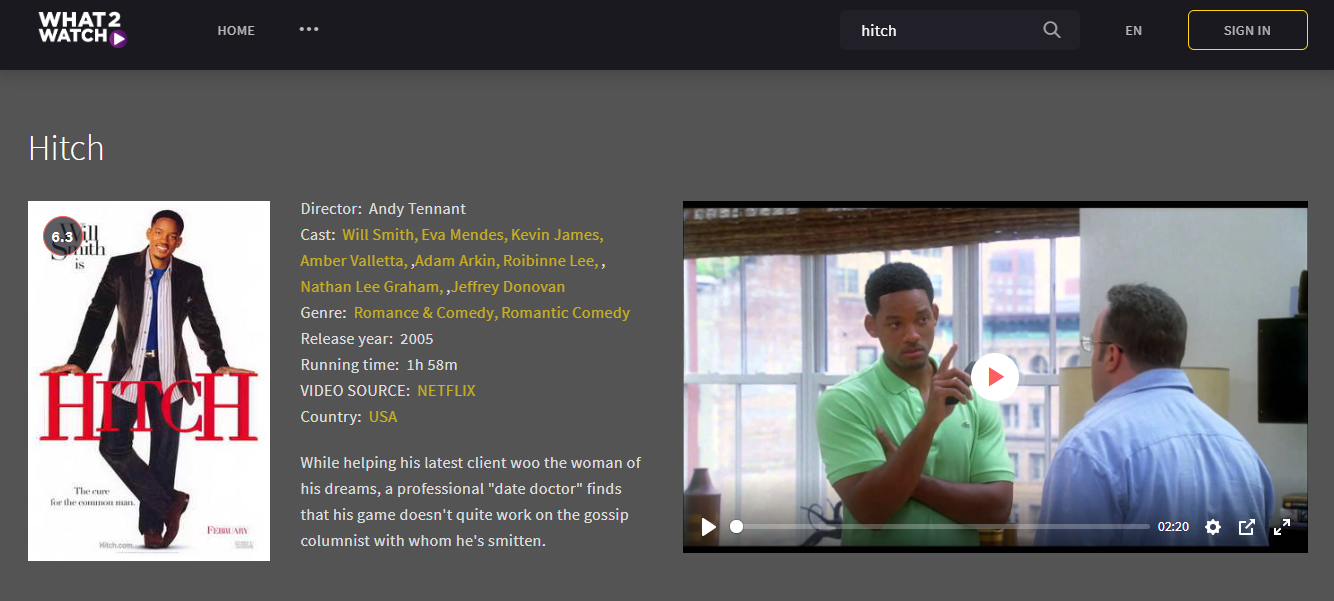 WHAT2
WATCH
HOME
•••
hitch
EN
SIGN IN
Hitch
6.3
Will
Smith
is
HITCH
The cure
for the common man.
FEBRUARY
Hitch.com
Director: Andy Tennant
Cast: Will Smith, Eva Mendes, Kevin James,
Amber Valletta, ,Adam Arkin, Roibinne Lee, ,
Nathan Lee Graham, ,Jeffrey Donovan
Genre: Romance & Comedy, Romantic Comedy
Release year: 2005
Running time: 1h 58m
VIDEO SOURCE: NETFLIX
Country: USA
While helping his latest client woo the woman of
his dreams, a professional "date doctor" finds
that his game doesn't quite work on the gossip
columnist with whom he's smitten.
02:20